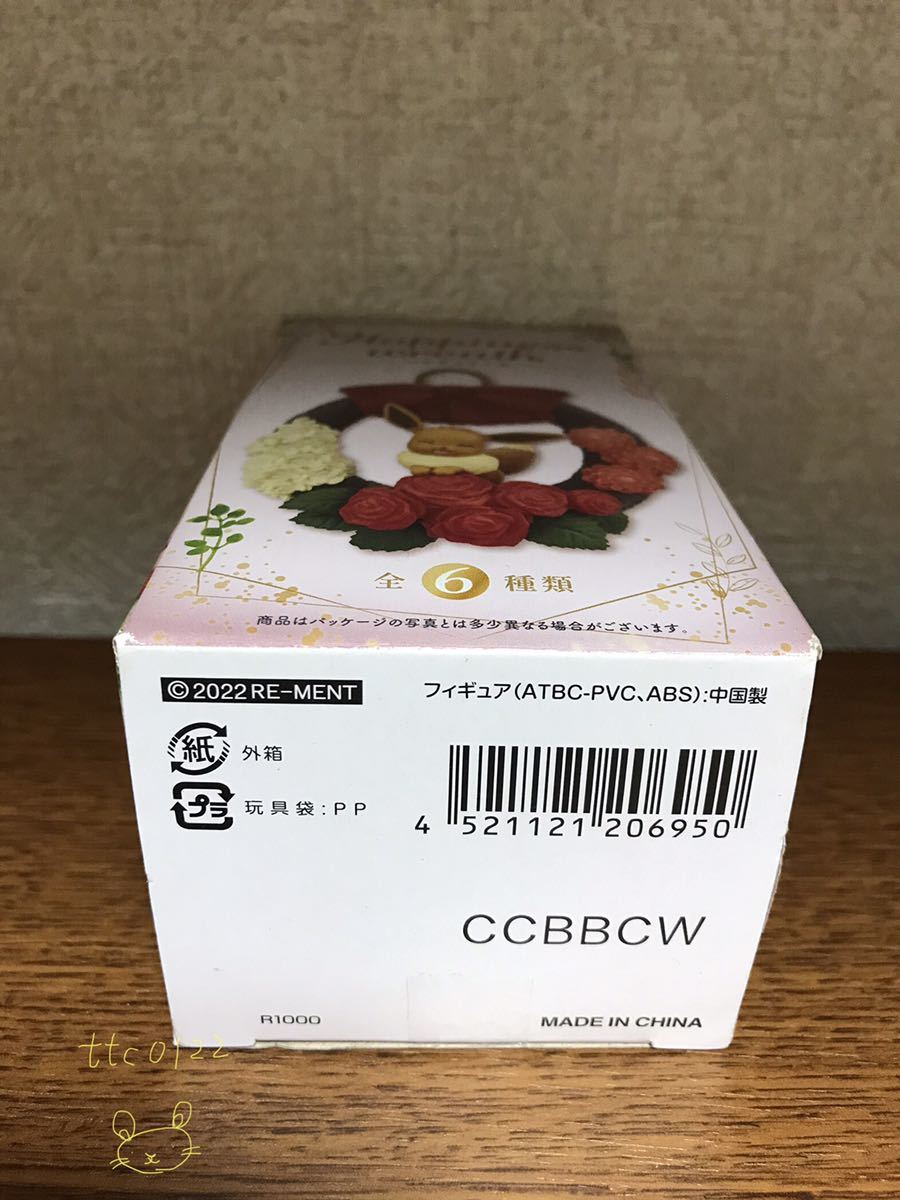 Happiness
wreath
全6種類
商品はパッケージの写真とは多少異なる場合がございます。
©2022 RE-MENT
フィギュア(ATBC-PVC、ABS):中国製
紙 外箱
プラ 玩具袋:PP
4 521121 206950
CCBBCW
R1000
MADE IN CHINA
ttc0122